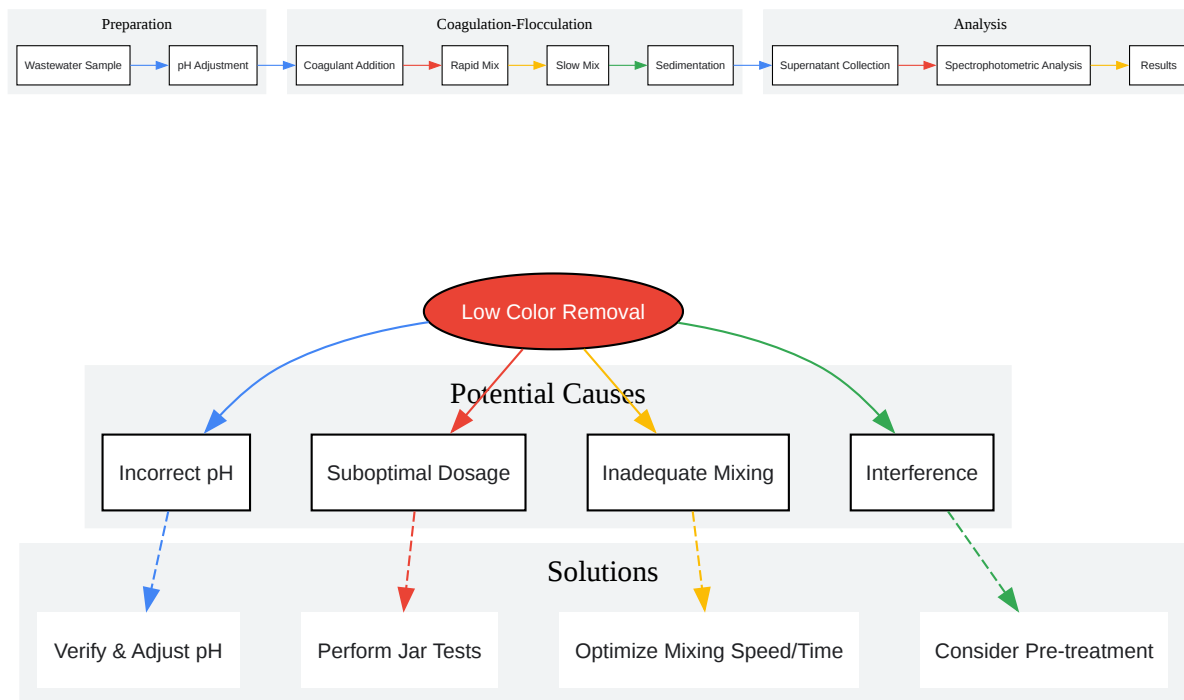 Preparation
Coagulation-Flocculation
Analysis
Wastewater Sample
pH Adjustment
Coagulant Addition
Rapid Mix
Slow Mix
Sedimentation
Supernatant Collection
Spectrophotometric Analysis
Results
Low Color Removal
Potential Causes
Incorrect pH
Suboptimal Dosage
Inadequate Mixing
Interference
Solutions
Verify & Adjust pH
Perform Jar Tests
Optimize Mixing Speed/Time
Consider Pre-treatment